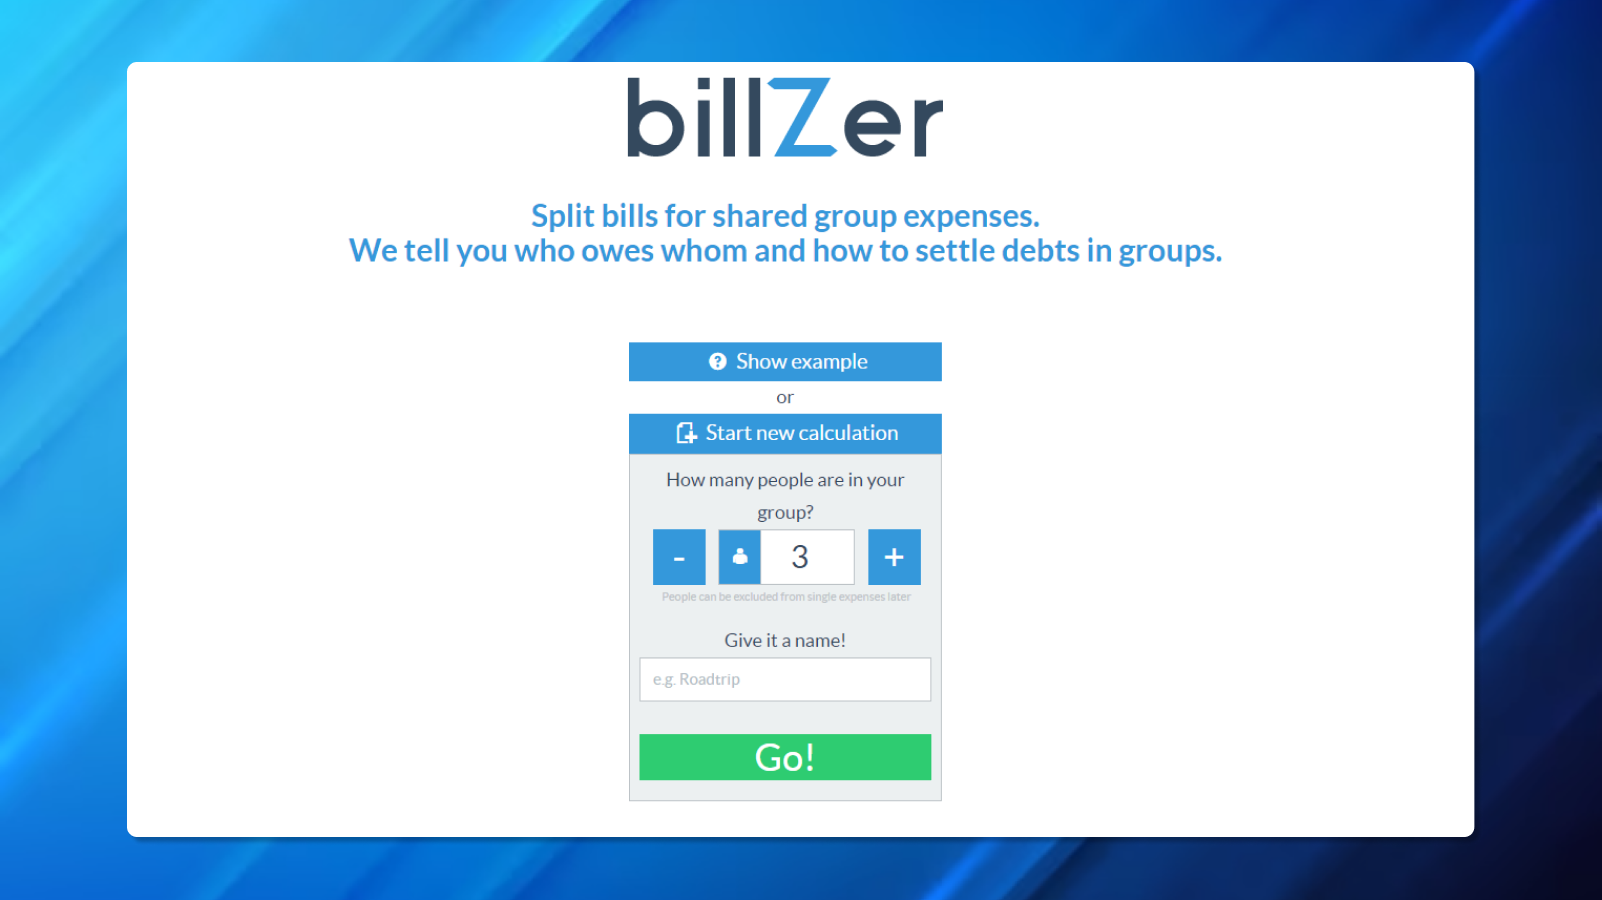 billZer
Split bills for shared group expenses.
We tell you who owes whom and how to settle debts in groups.
? Show example
or
Start new calculation
How many people are in your
group?
- 3 +
People can be excluded from single expenses later
Give it a name!
e.g. Roadtrip
Go!